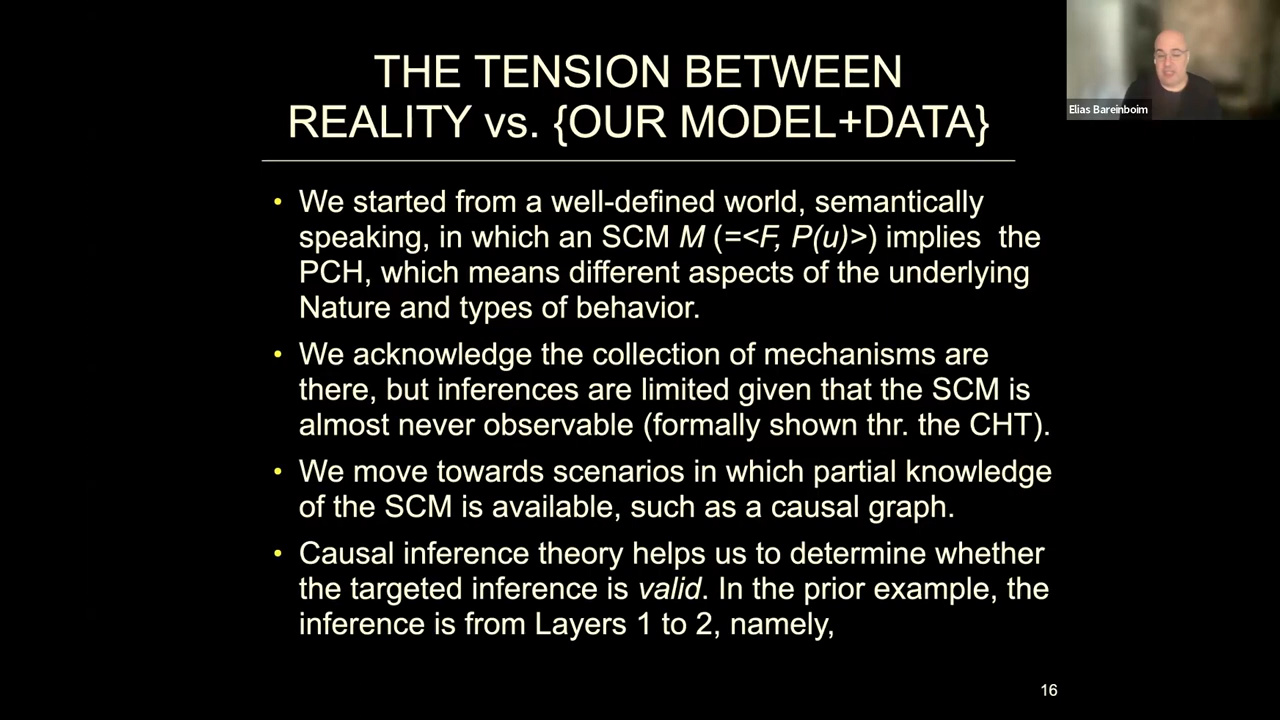 THE TENSION BETWEEN
REALITY vs. {OUR MODEL+DATA}
Elias Bareinboim
• We started from a well-defined world, semantically
speaking, in which an SCM M (=<F, P(u)>) implies the
PCH, which means different aspects of the underlying
Nature and types of behavior.
• We acknowledge the collection of mechanisms are
there, but inferences are limited given that the SCM is
almost never observable (formally shown thr. the CHT).
• We move towards scenarios in which partial knowledge
of the SCM is available, such as a causal graph.
• Causal inference theory helps us to determine whether
the targeted inference is valid. In the prior example, the
inference is from Layers 1 to 2, namely,
16